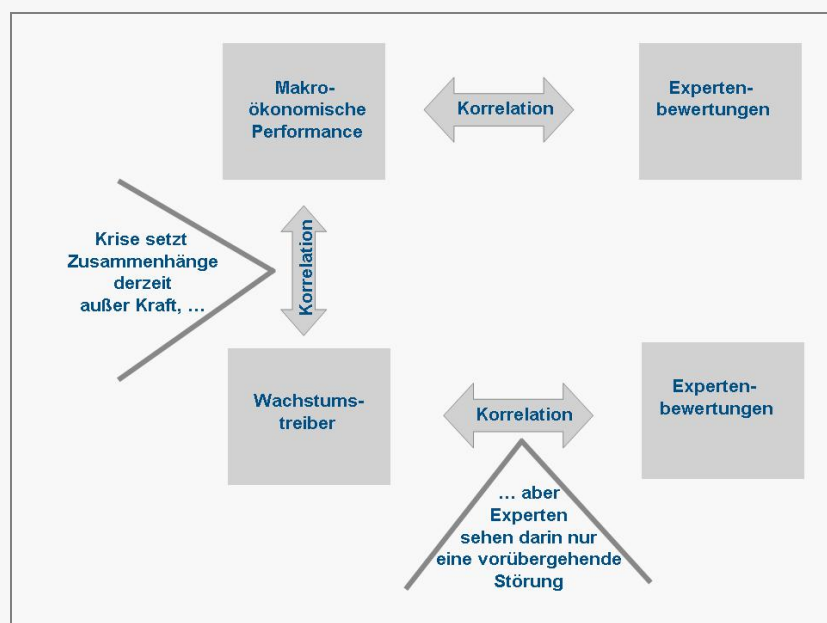 Makro-
ökonomische
Performance
Korrelation
Experten-
bewertungen
Krise setzt
Zusammenhänge
derzeit
außer Kraft, ...
Korrelation
Wachstums-
treiber
Korrelation
Experten-
bewertungen
... aber
Experten
sehen darin nur
eine vorübergehende
Störung